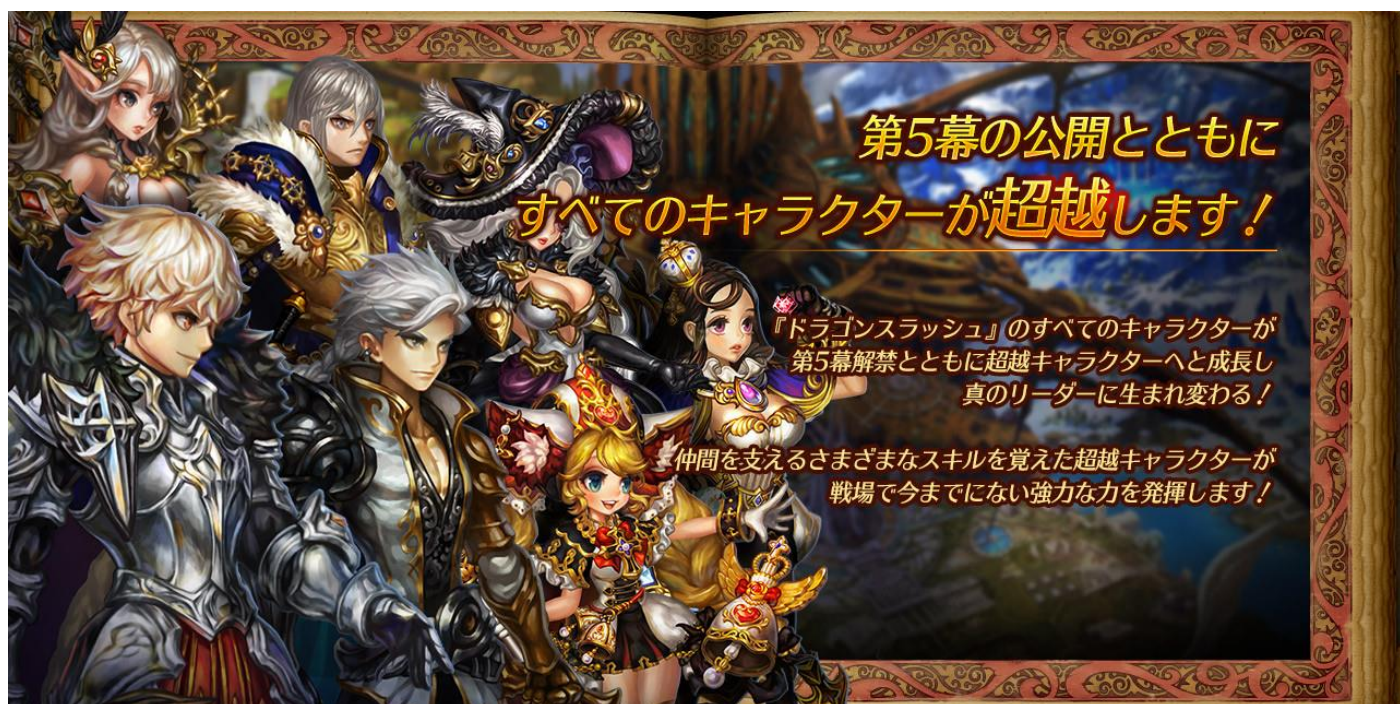 第5幕の公開とともに
すべてのキャラクターが超越します！
『ドラゴンスラッシュ』のすべてのキャラクターが
第5幕解禁とともに超越キャラクターへと成長し
真のリーダーに生まれ変わる！
仲間を支えるさまざまなスキルを覚えた超越キャラクターが
戦場で今までにない強力な力を発揮します！